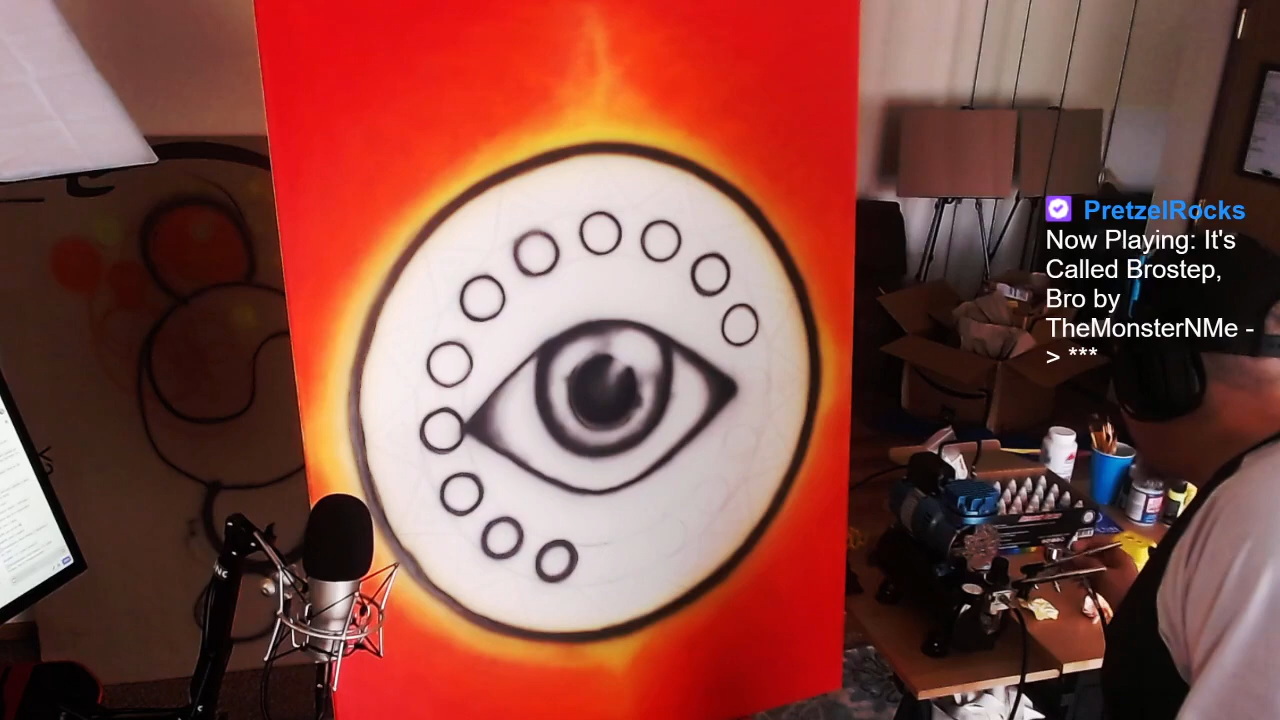 PretzelRocks
Now Playing: It's
Called Brostep,
Bro by
TheMonsterNMe -
> ***